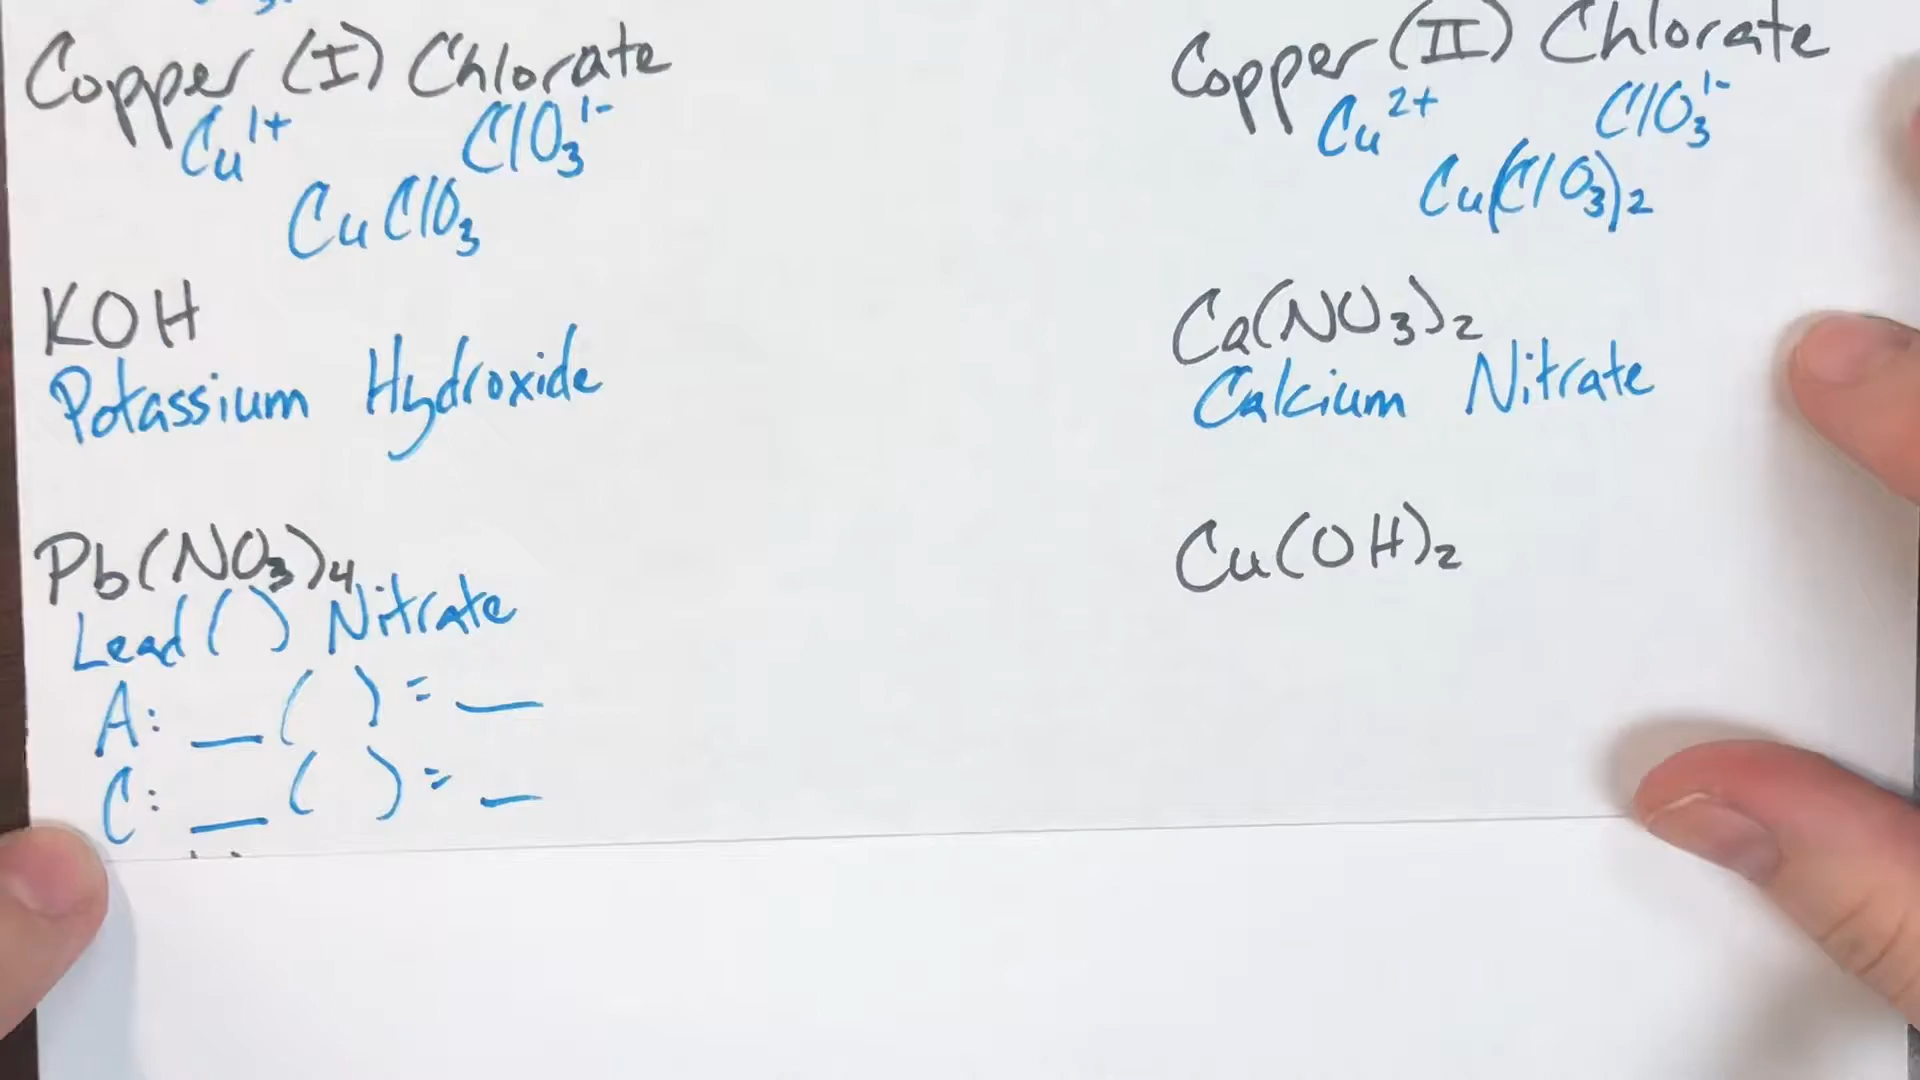 Copper (I) Chlorate
Cu¹⁺ ClO₃¹⁻
CuClO₃
KOH
Potassium Hydroxide
Pb(NO₃)₄
Lead ( ) Nitrate
A: __ ( ) = __
C: __ ( ) = __
Copper (II) Chlorate
Cu²⁺ ClO₃¹⁻
Cu(ClO₃)₂
Ca(NO₃)₂
Calcium Nitrate
Cu(OH)₂